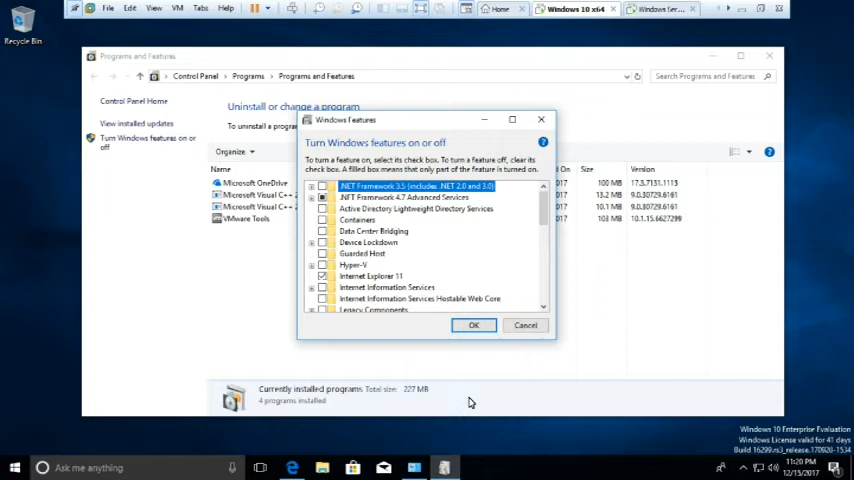 File Edit View VM Tabs Help
Home
Windows 10 x64
Windows Ser...
Recycle Bin
Programs and Features
Control Panel
Programs
Programs and Features
Search Programs and Features
Control Panel Home
View installed updates
Turn Windows features on or
off
Uninstall or change a program
To uninstall a progra
Organize
Name
On
Size
Version
Microsoft OneDrive
2017
100 MB
17.3.7131.1115
Microsoft Visual C++ 2
2017
13.2 MB
9.0.30729.6161
Microsoft Visual C++ 2
2017
10.1 MB
9.0.30729.6161
VMware Tools
2017
103 MB
10.1.15.6627299
Windows Features
Turn Windows features on or off
To turn a feature on, select its check box. To turn a feature off, clear its
check box. A filled box means that only part of the feature is turned on.
.NET Framework 3.5 (includes .NET 2.0 and 3.0)
.NET Framework 4.7 Advanced Services
Active Directory Lightweight Directory Services
Containers
Data Center Bridging
Device Lockdown
Guarded Host
Hyper-V
Internet Explorer 11
Internet Information Services
Internet Information Services Hostable Web Core
Legacy Components
OK
Cancel
Currently installed programs Total size: 227 MB
4 programs installed
Windows 10 Enterprise Evaluation
Windows License valid for 41 days
Build 16299.rs3_release.170928-1534
Ask me anything
11:20 PM
12/15/2017